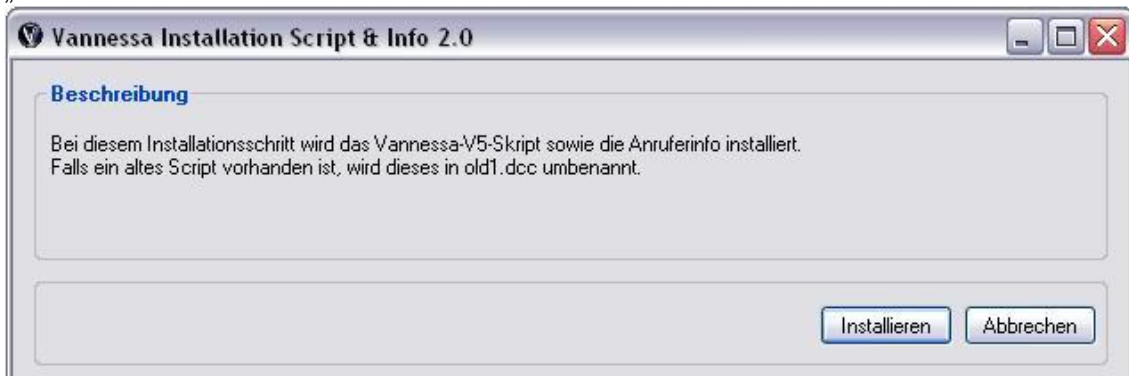 „
Vannessa Installation Script & Info 2.0
Beschreibung
Bei diesem Installationsschritt wird das Vannessa-V5-Skript sowie die Anruferinfo installiert.
Falls ein altes Script vorhanden ist, wird dieses in old1.dcc umbenannt.
Installieren Abbrechen